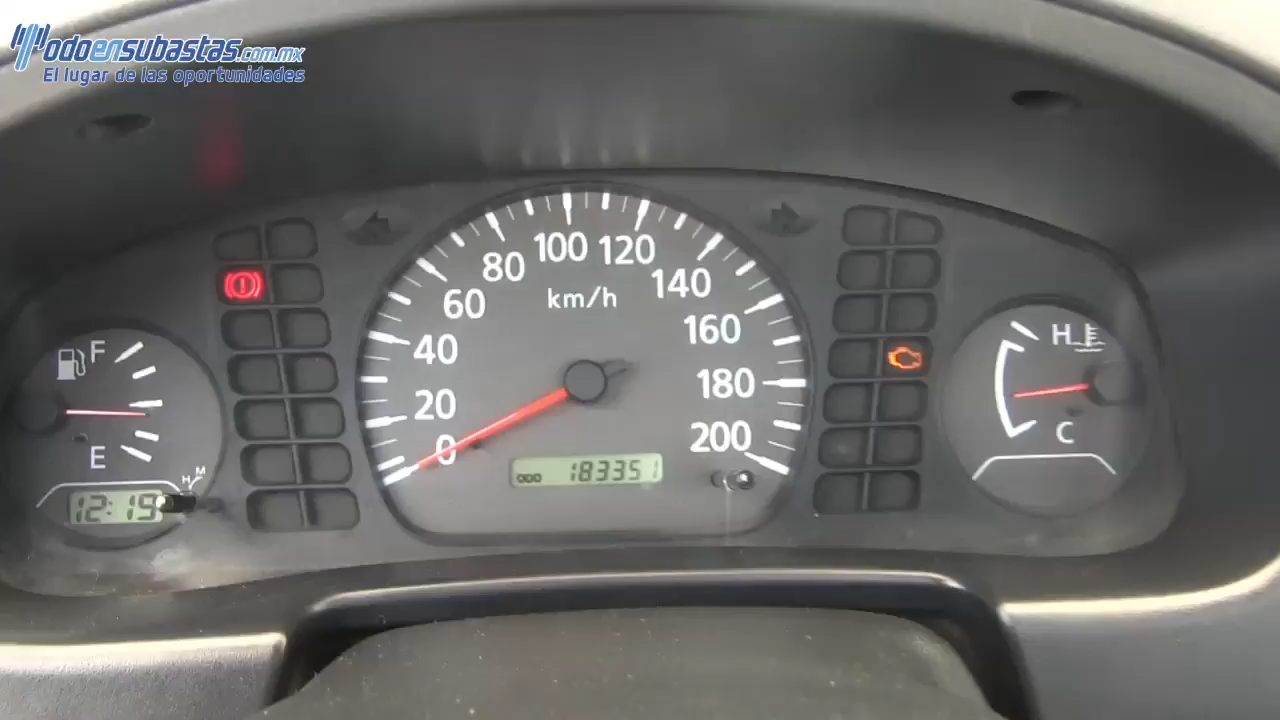 Todoensubastas.com.mx
El lugar de las oportunidades
100
120
80
140
km/h
60
160
40
180
20
200
0
183351
F
E
H
M
12:19
H
C